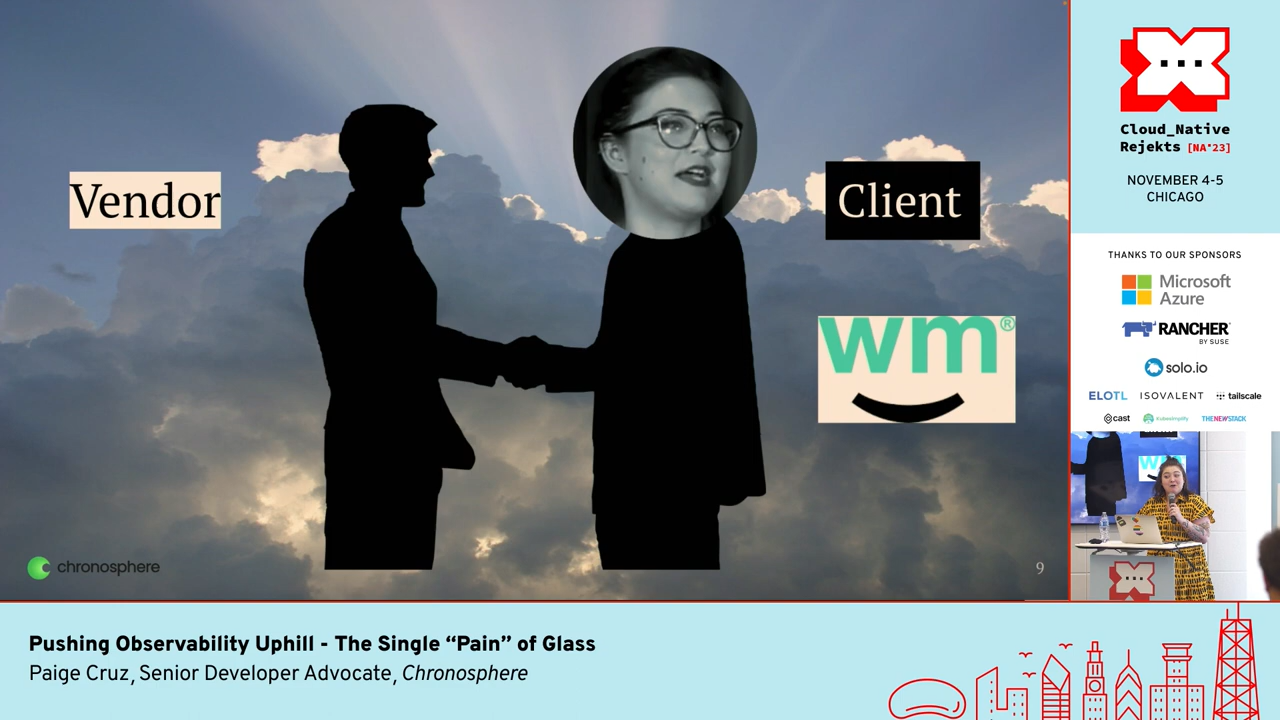 Vendor
Client
wm®
chronosphere
9
Cloud_Native
Rejekts [NA'23]
NOVEMBER 4-5
CHICAGO
THANKS TO OUR SPONSORS
Microsoft
Azure
RANCHER
BY SUSE
solo.io
ELOTL ISOVALENT tailscale
cast kubesimplify THENEWSTACK
Pushing Observability Uphill - The Single “Pain” of Glass
Paige Cruz, Senior Developer Advocate, Chronosphere